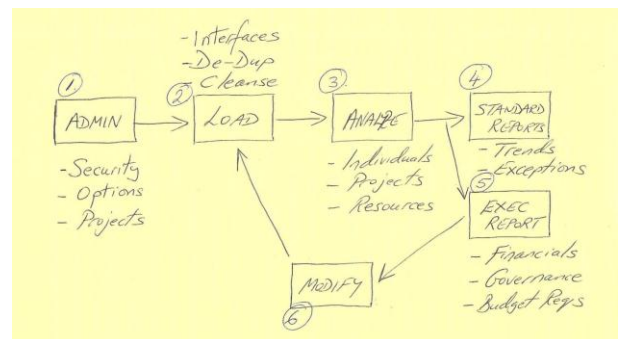 - Interfaces
- De-Dup
- Cleanse
1
2
3
4
ADMIN
LOAD
ANALYZE
STANDARD
REPORTS
- Security
- Options
- Projects
- Individuals
- Projects
- Resources
- Trends
- Exceptions
5
EXEC
REPORT
- Financials
- Governance
- Budget Reqs
MODIFY
6